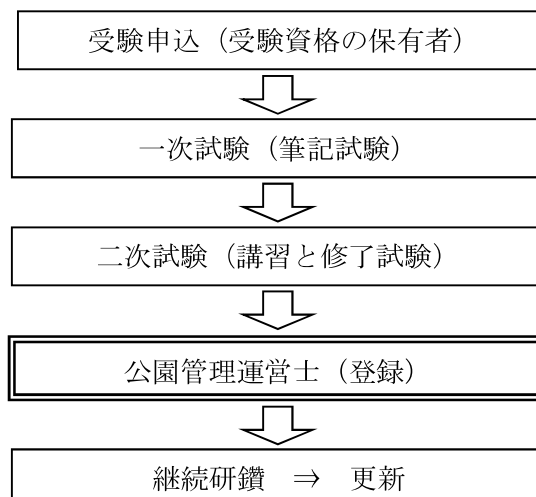 受験申込（受験資格の保有者）
一次試験（筆記試験）
二次試験（講習と修了試験）
公園管理運営士（登録）
継続研鑽　⇒　更新